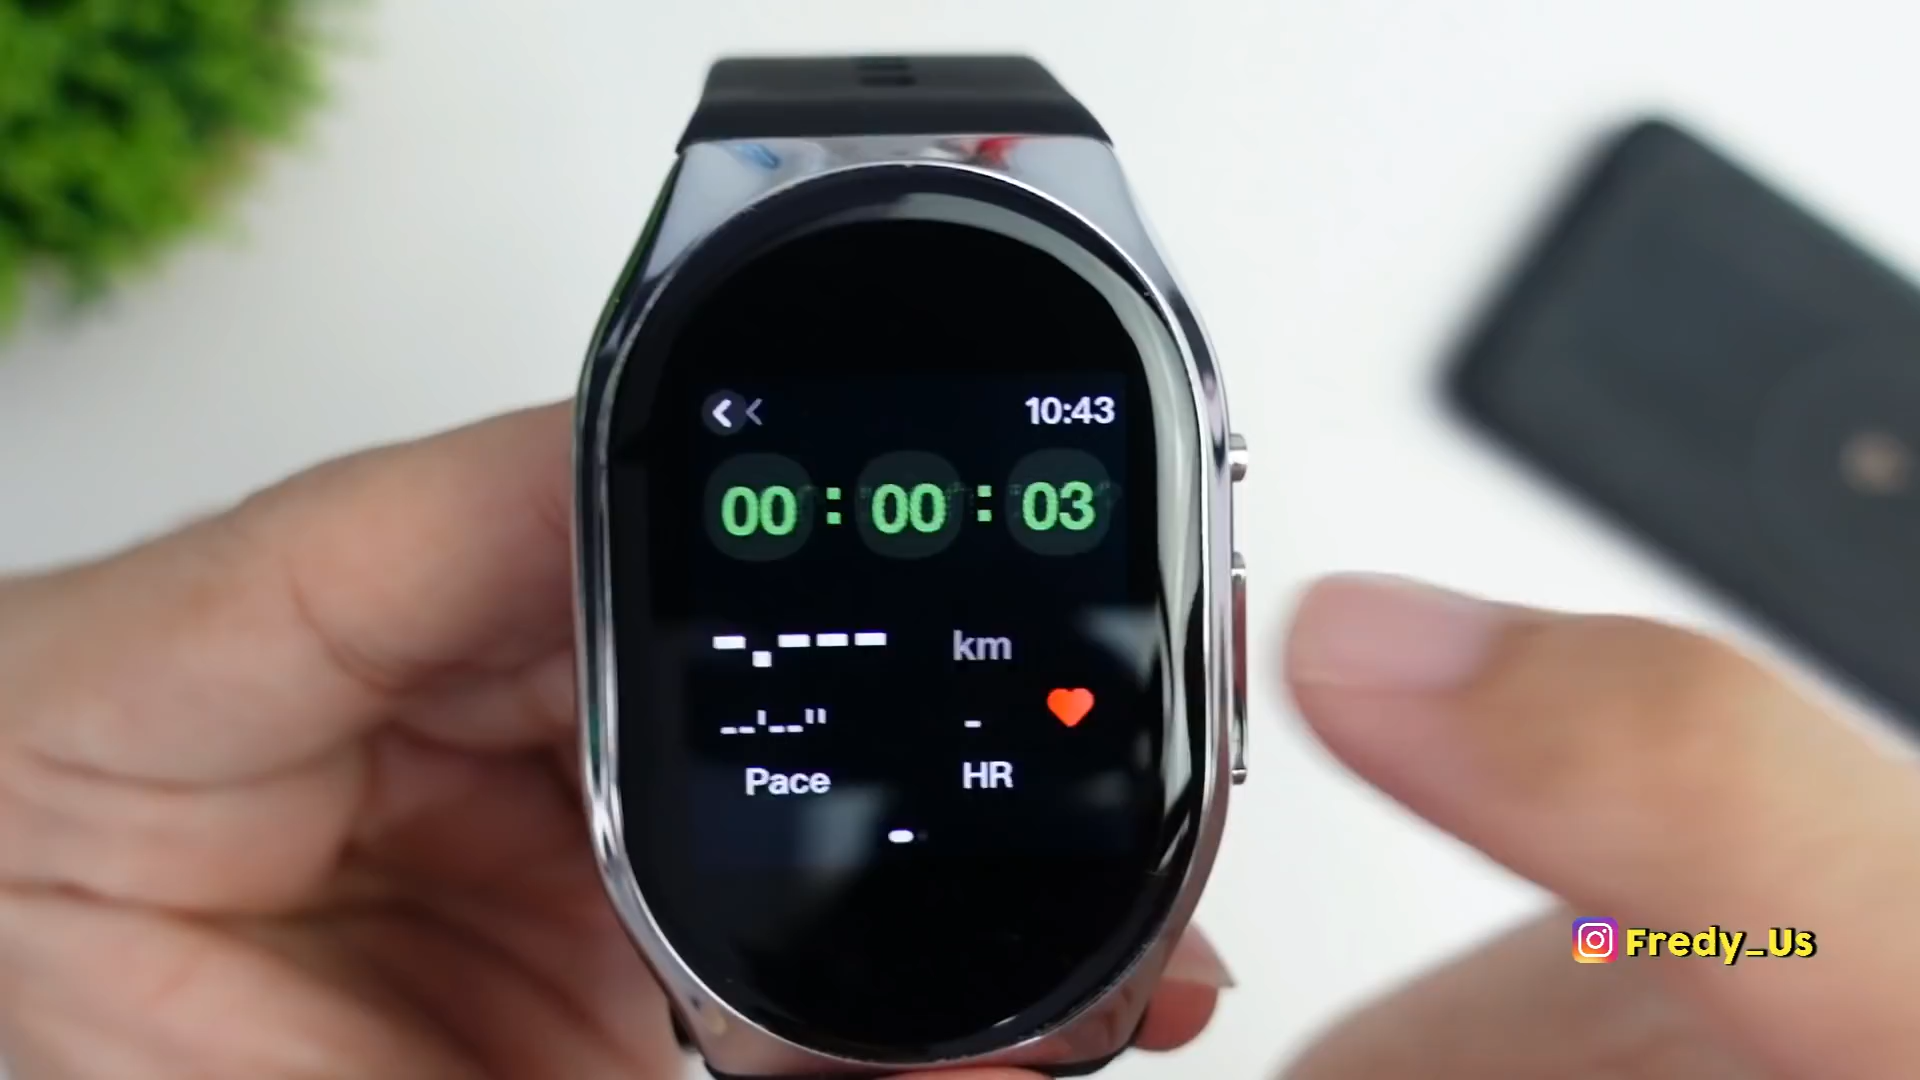 10:43
00 : 00 : 03
-.--- km
--'--" -
Pace HR
Fredy_Us